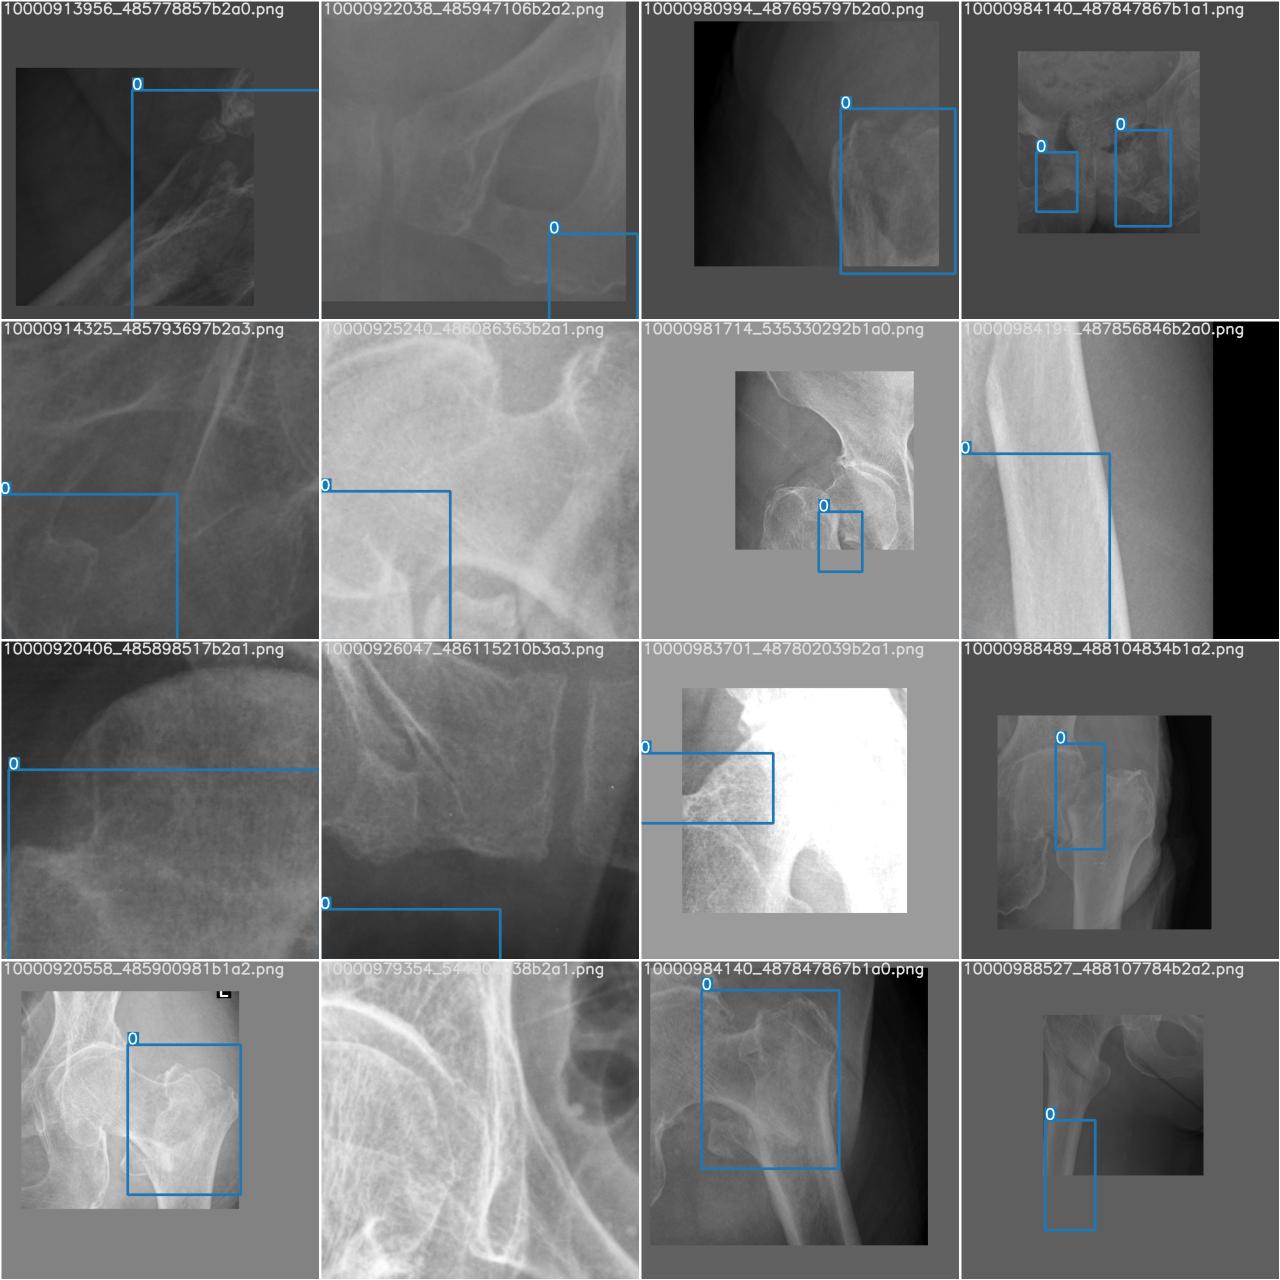 10000913956_485778857b2a0.png
10000922038_485947106b2a2.png
10000980994_487695797b2a0.png
10000984140_487847867b1a1.png
0
0
0
0
0
10000914325_485793697b2a3.png
10000925240_486086363b2a1.png
10000981714_535330292b1a0.png
10000984194_487856846b2a0.png
0
0
0
0
10000920406_485898517b2a1.png
10000926047_486115210b3a3.png
10000983701_487802039b2a1.png
10000988489_488104834b1a2.png
0
0
0
0
10000920558_485900981b1a2.png
10000984140_487847867b1a0.png
10000988527_488107784b2a2.png
L
0
0
0